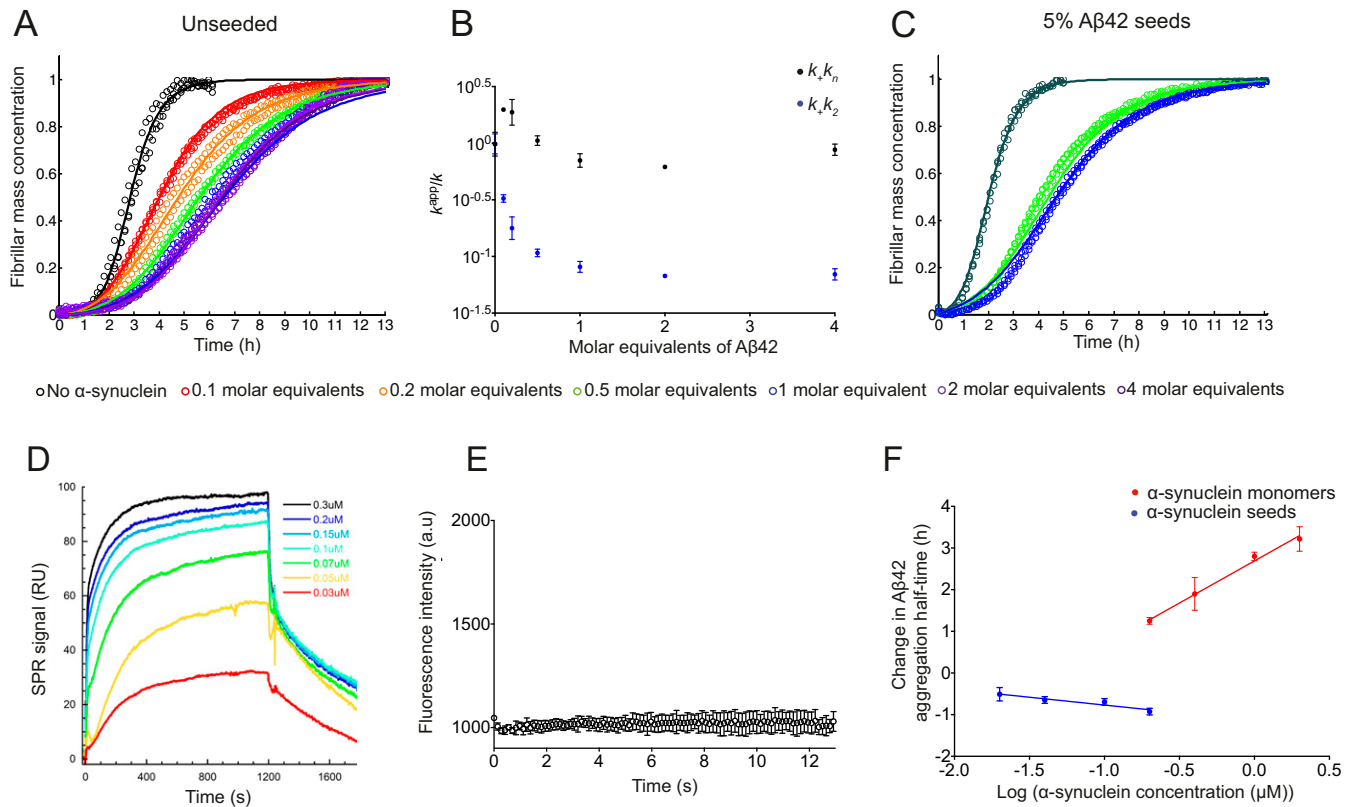 A
Unseeded
Fibrillar mass concentration
1
0.8
0.6
0.4
0.2
0
0 1 2 3 4 5 6 7 8 9 10 11 12 13
Time (h)
B
k₊kₙ
k₊k₂
kᵃᵖᵖ/k
10^0.5
10^0
10^-0.5
10^-1
10^-1.5
0 1 2 3 4
Molar equivalents of Aβ42
C
5% Aβ42 seeds
Fibrillar mass concentration
1
0.8
0.6
0.4
0.2
0
0 1 2 3 4 5 6 7 8 9 10 11 12 13
Time (h)
No α-synuclein 0.1 molar equivalents 0.2 molar equivalents 0.5 molar equivalents 1 molar equivalent 2 molar equivalents 4 molar equivalents
D
SPR signal (RU)
100
80
60
40
20
0
0 400 800 1200 1600
Time (s)
0.3uM
0.2uM
0.15uM
0.1uM
0.07uM
0.05uM
0.03uM
E
Fluorescence intensity (a.u)
2000
1500
1000
0 2 4 6 8 10 12
Time (s)
F
α-synuclein monomers
α-synuclein seeds
Change in Aβ42
aggregation half-time (h)
4
3
2
1
0
-1
-2
-2.0 -1.5 -1.0 -0.5 0.0 0.5
Log (α-synuclein concentration (µM))